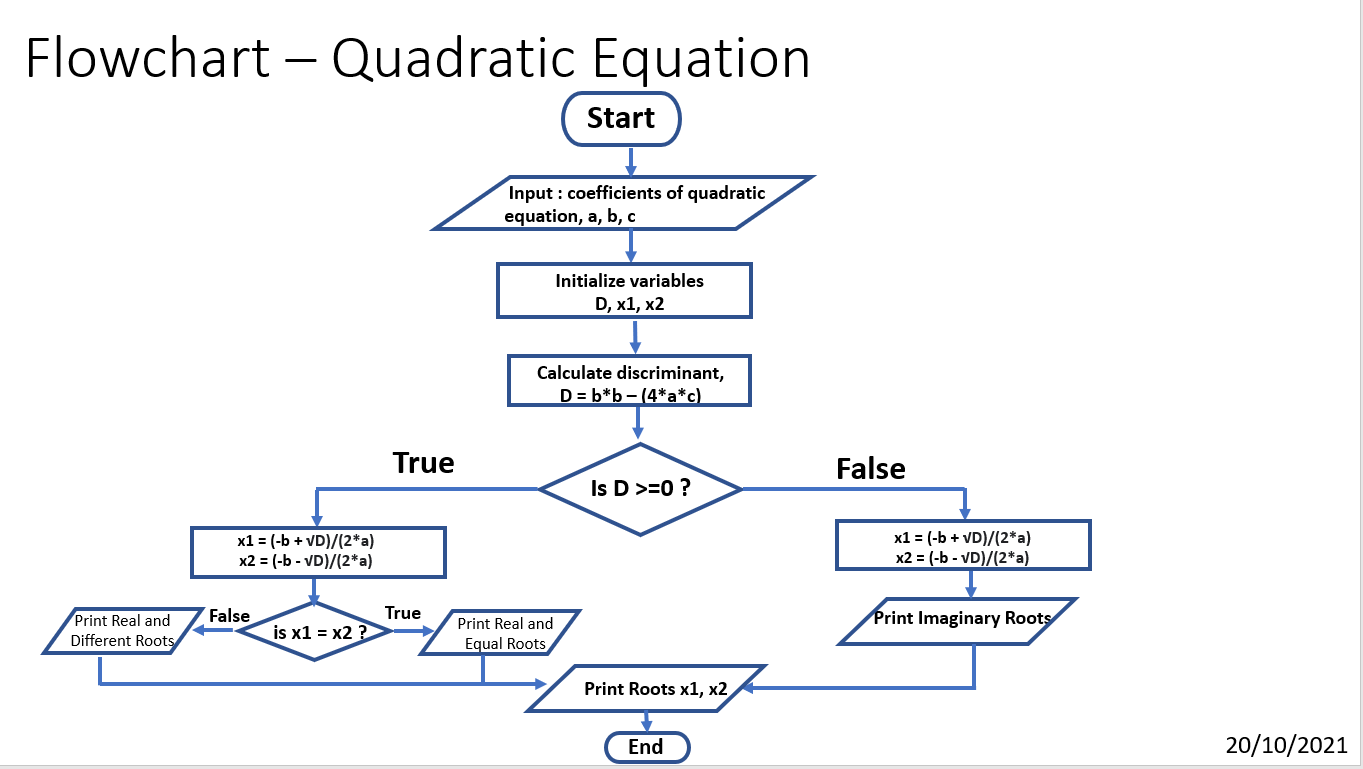 Flowchart – Quadratic Equation
Start
Input : coefficients of quadratic
equation, a, b, c
Initialize variables
D, x1, x2
Calculate discriminant,
D = b*b – (4*a*c)
True
Is D >=0 ?
False
x1 = (-b + √D)/(2*a)
x2 = (-b - √D)/(2*a)
x1 = (-b + √D)/(2*a)
x2 = (-b - √D)/(2*a)
Print Real and
Different Roots
False
is x1 = x2 ?
True
Print Real and
Equal Roots
Print Imaginary Roots
Print Roots x1, x2
End
20/10/2021